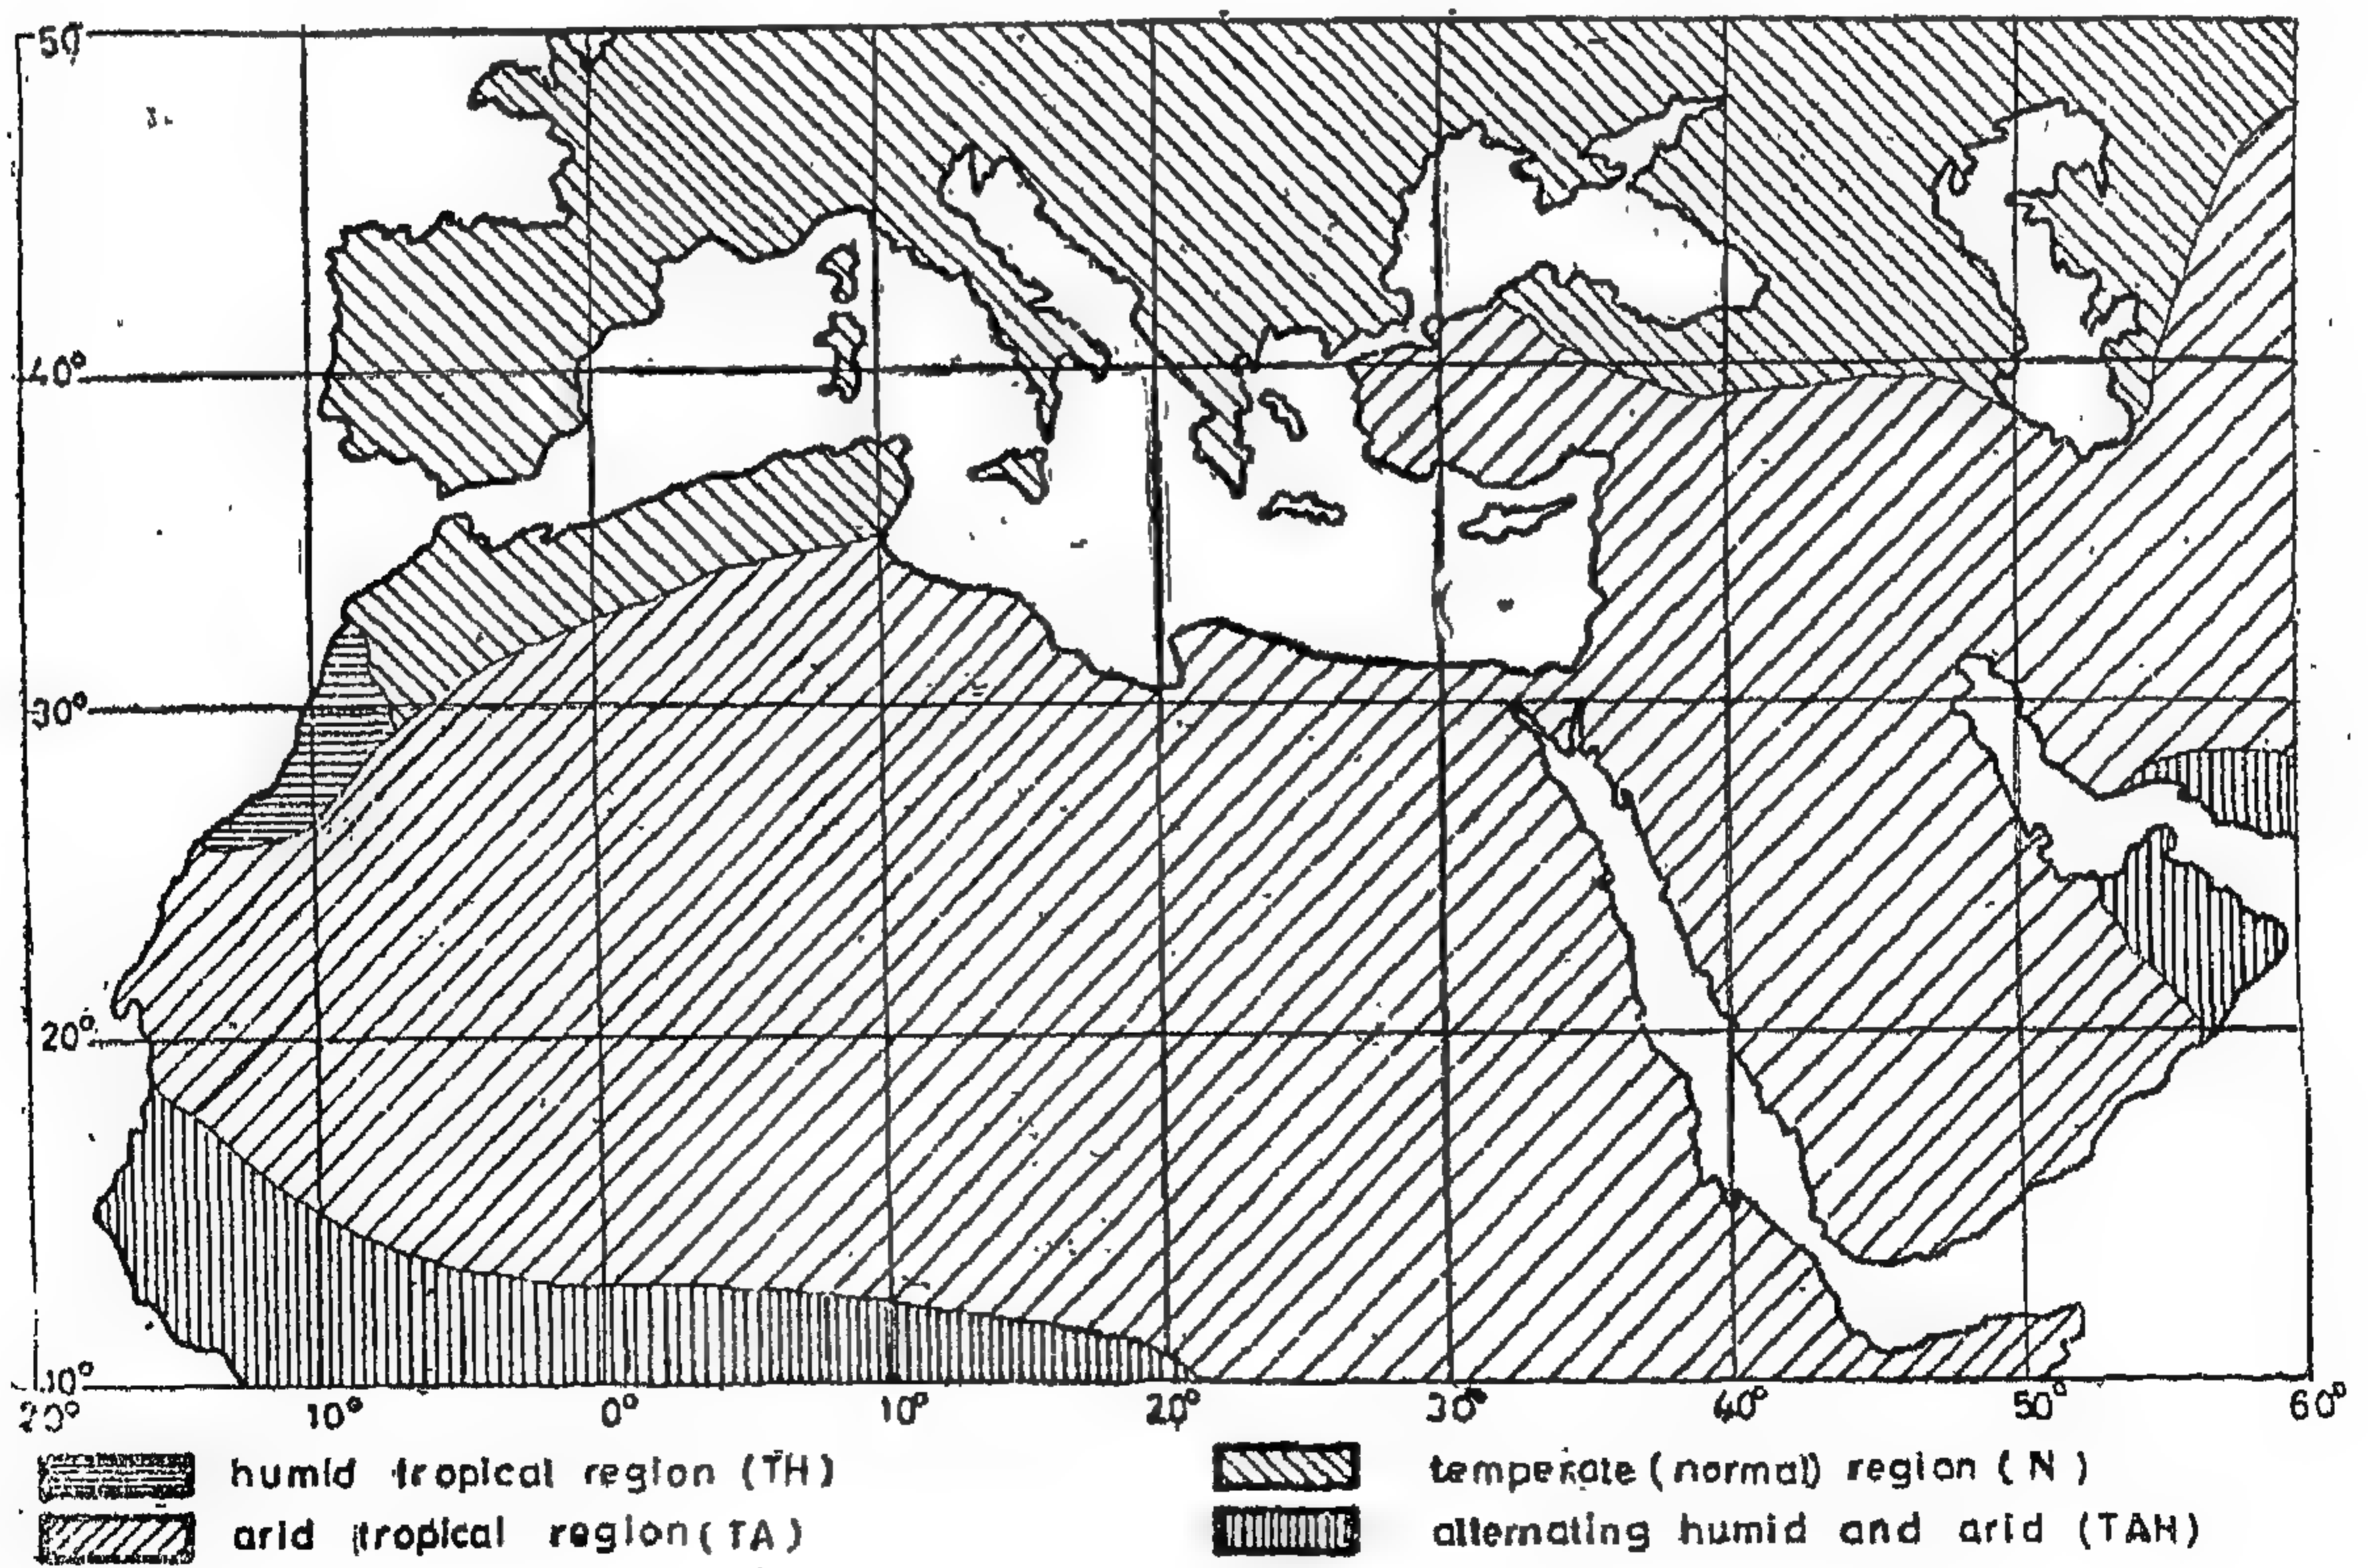 50
40°
30°
20°
10°
20° 10° 0° 10° 20° 30° 40° 50° 60°
humid tropical region (TH)
arid tropical region (TA)
temperate (normal) region (N)
alternating humid and arid (TAH)